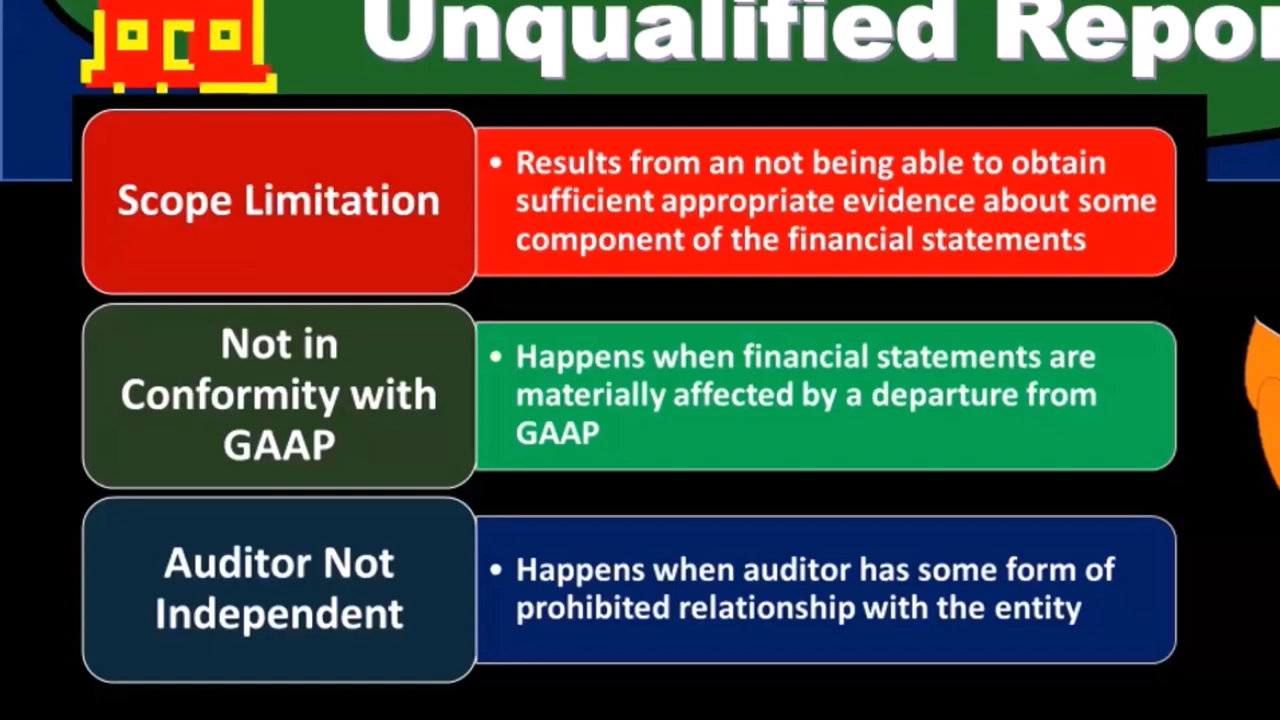 Unqualified Repor
Scope Limitation
• Results from an not being able to obtain
sufficient appropriate evidence about some
component of the financial statements
Not in
Conformity with
GAAP
• Happens when financial statements are
materially affected by a departure from
GAAP
Auditor Not
Independent
• Happens when auditor has some form of
prohibited relationship with the entity